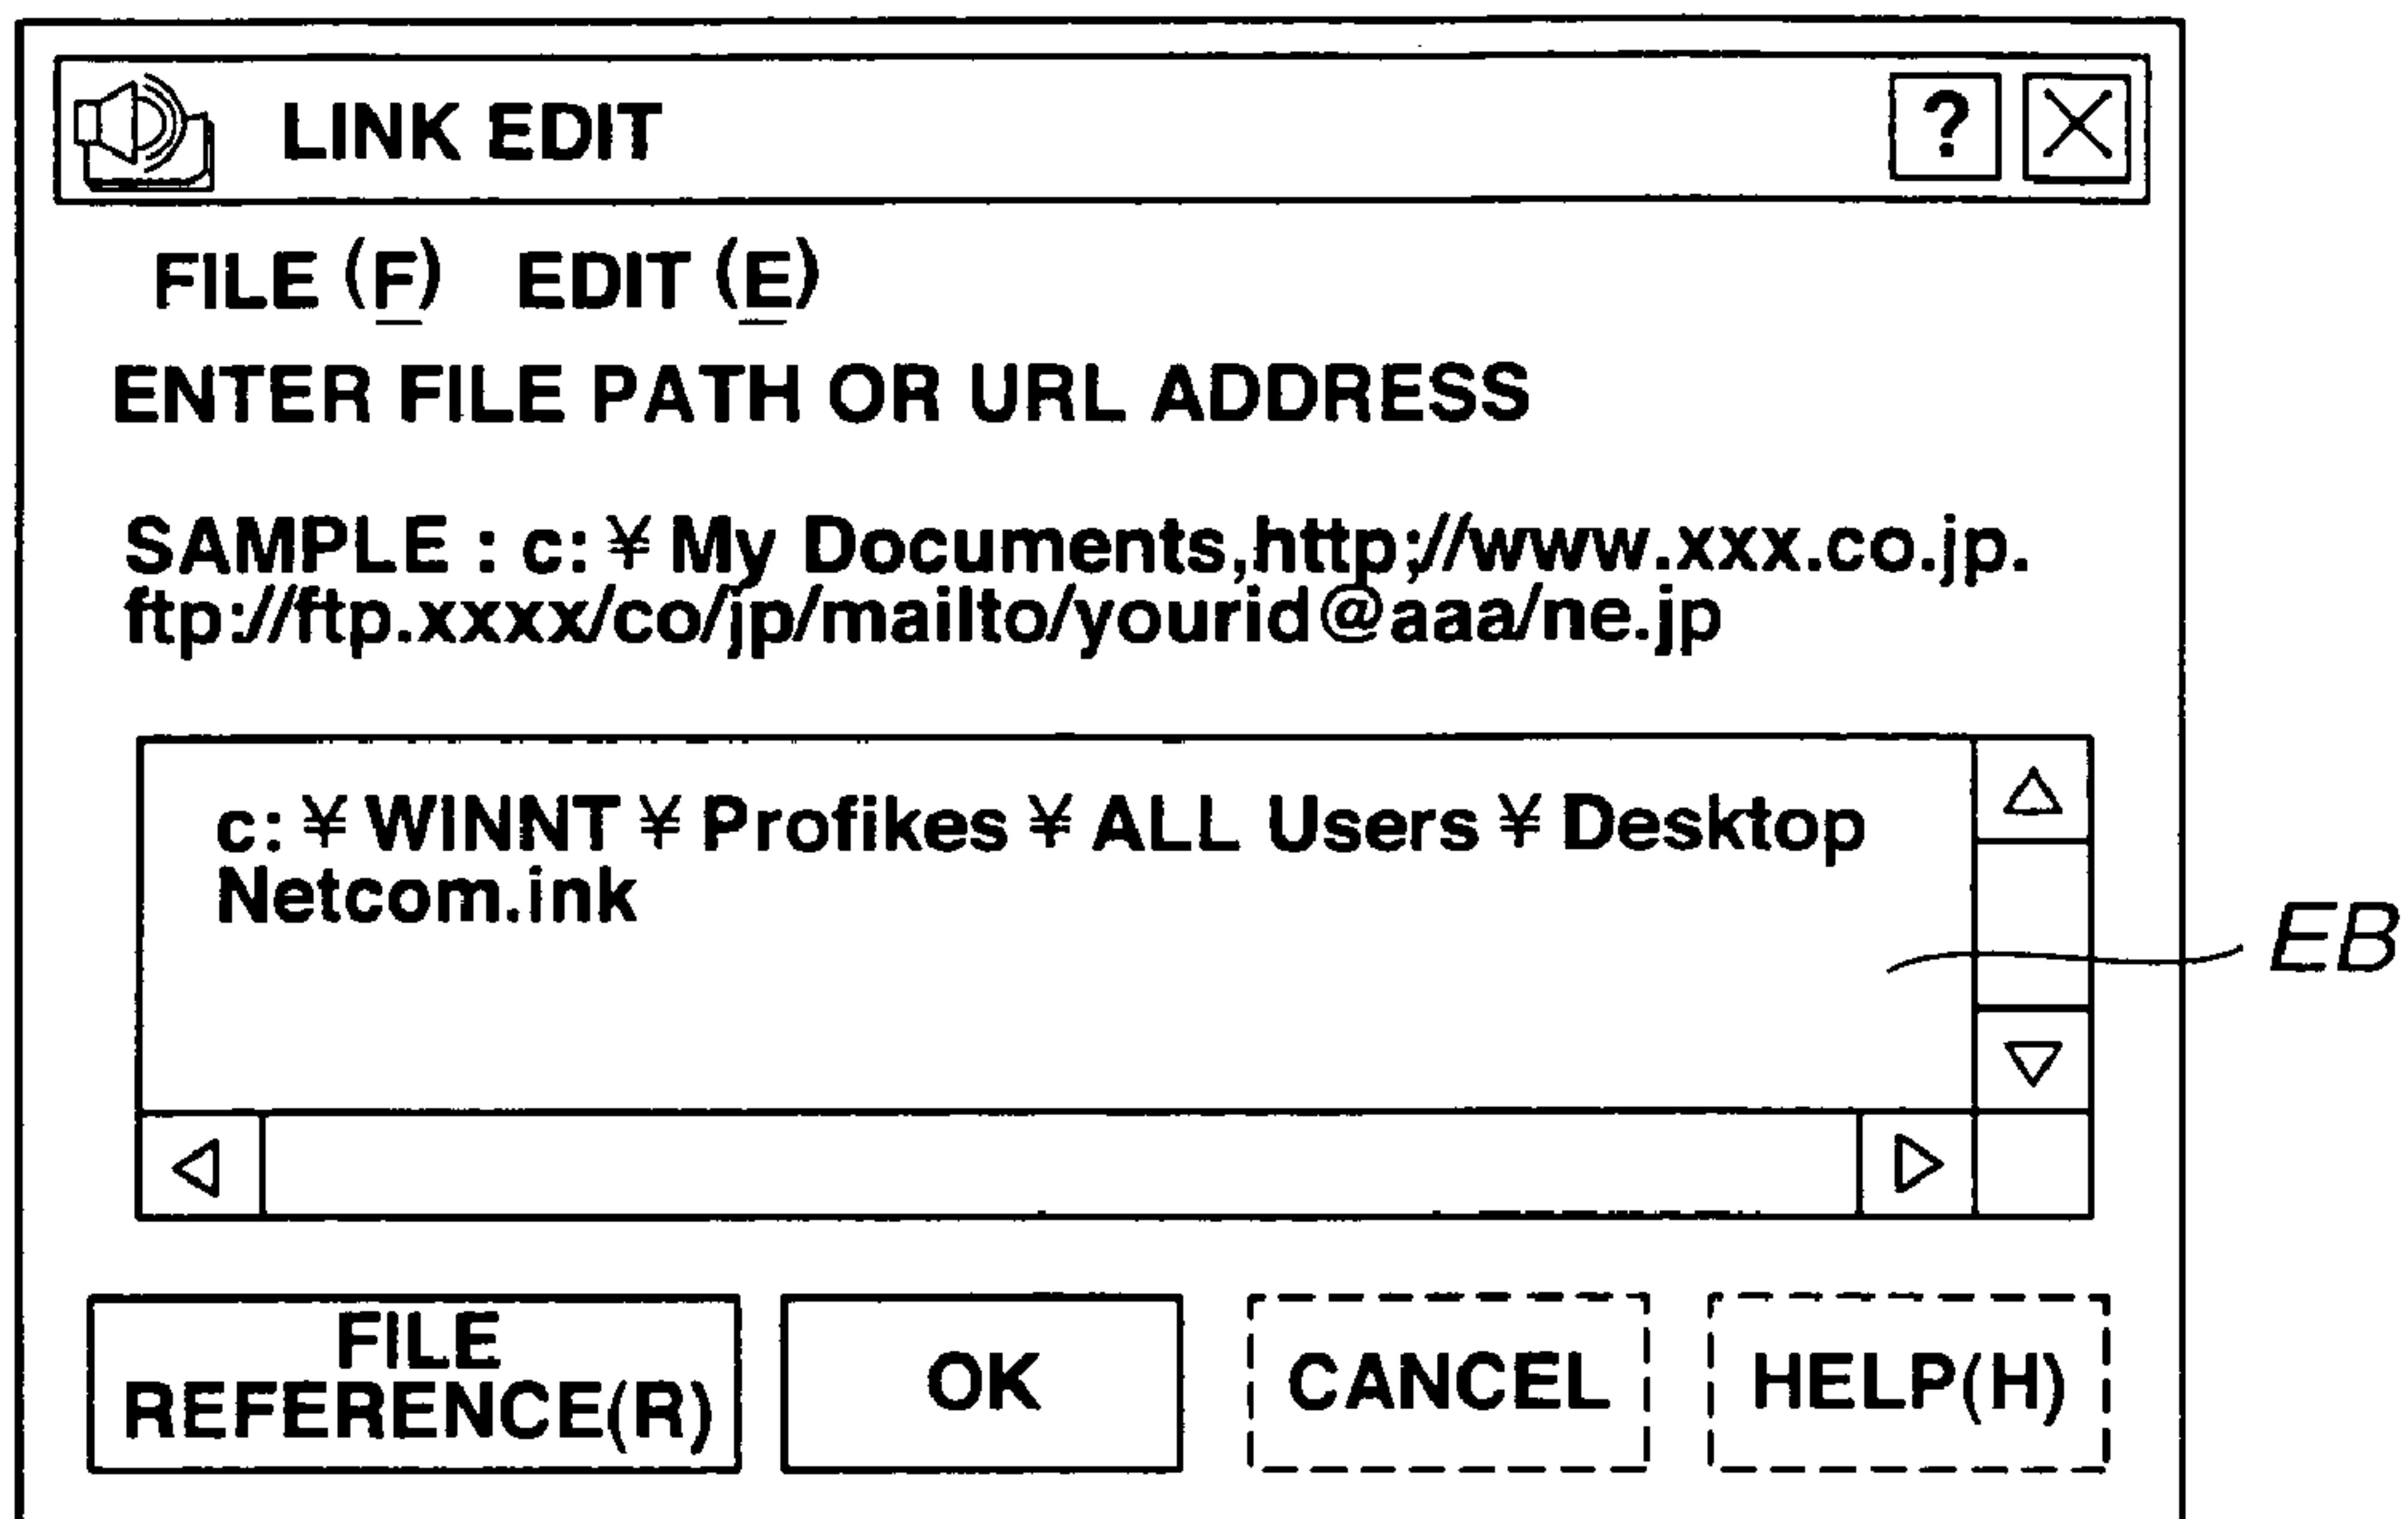 LINK EDIT ?
FILE (F) EDIT (E)
ENTER FILE PATH OR URL ADDRESS
SAMPLE : c: ¥ My Documents,http;//www.xxx.co.jp.
ftp://ftp.xxxx/co/jp/mailto/yourid@aaa/ne.jp
c: ¥ WINNT ¥ Profikes ¥ ALL Users ¥ Desktop
Netcom.ink
EB
FILE
REFERENCE(R)
OK
CANCEL
HELP(H)